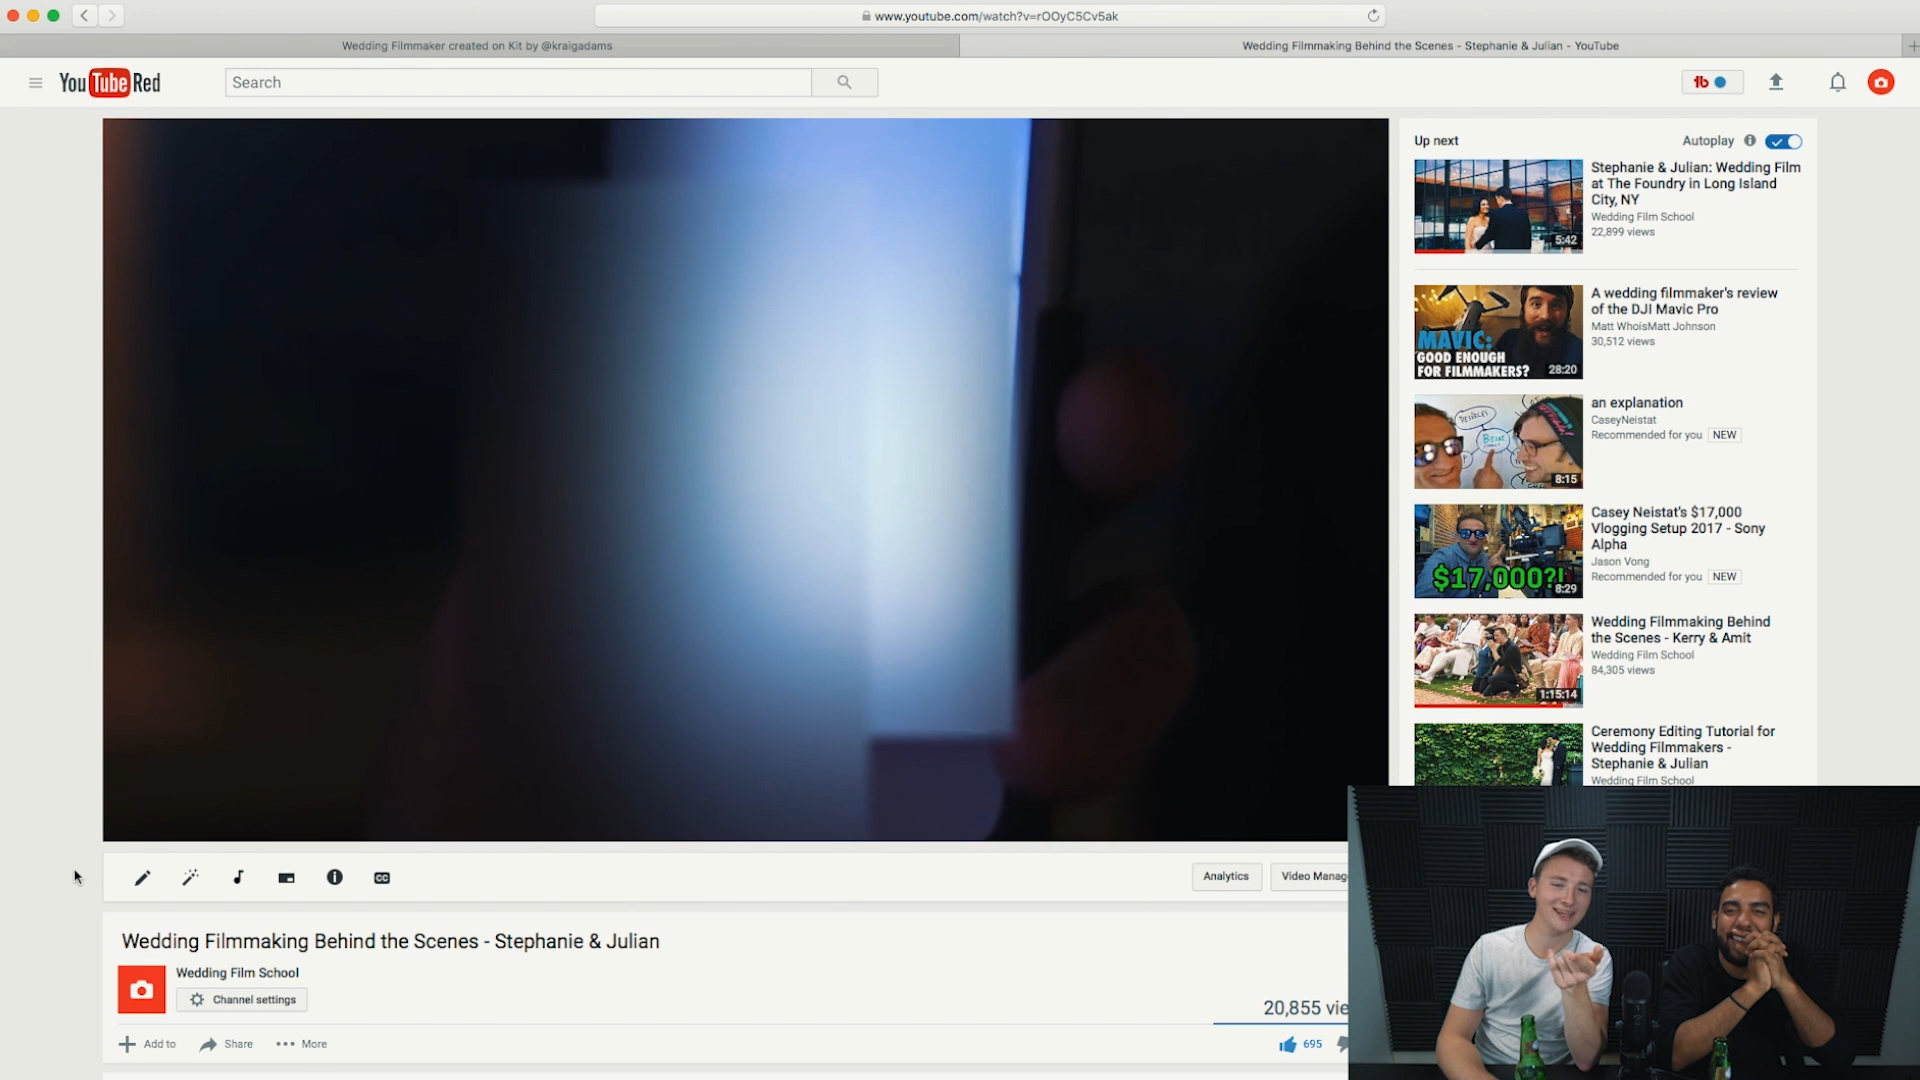 www.youtube.com/watch?v=rOOyC5Cv5ak
Wedding Filmmaker created on Kit by @kraigadams
Wedding Filmmaking Behind the Scenes - Stephanie & Julian - YouTube
YouTube Red
Search
tb
Up next
Autoplay
Stephanie & Julian: Wedding Film
at The Foundry in Long Island
City, NY
Wedding Film School
22,899 views
5:42
A wedding filmmaker's review
of the DJI Mavic Pro
Matt WhoisMatt Johnson
30,512 views
MAVIC:
GOOD ENOUGH
FOR FILMMAKERS?
28:20
an explanation
CaseyNeistat
Recommended for you NEW
8:15
Casey Neistat's $17,000
Vlogging Setup 2017 - Sony
Alpha
Jason Vong
Recommended for you NEW
$17,000?!
8:29
Wedding Filmmaking Behind
the Scenes - Kerry & Amit
Wedding Film School
84,305 views
1:15:14
Ceremony Editing Tutorial for
Wedding Filmmakers -
Stephanie & Julian
Wedding Film School
CC
Analytics
Video Manag
Wedding Filmmaking Behind the Scenes - Stephanie & Julian
Wedding Film School
Channel settings
20,855 vie
Add to
Share
More
695